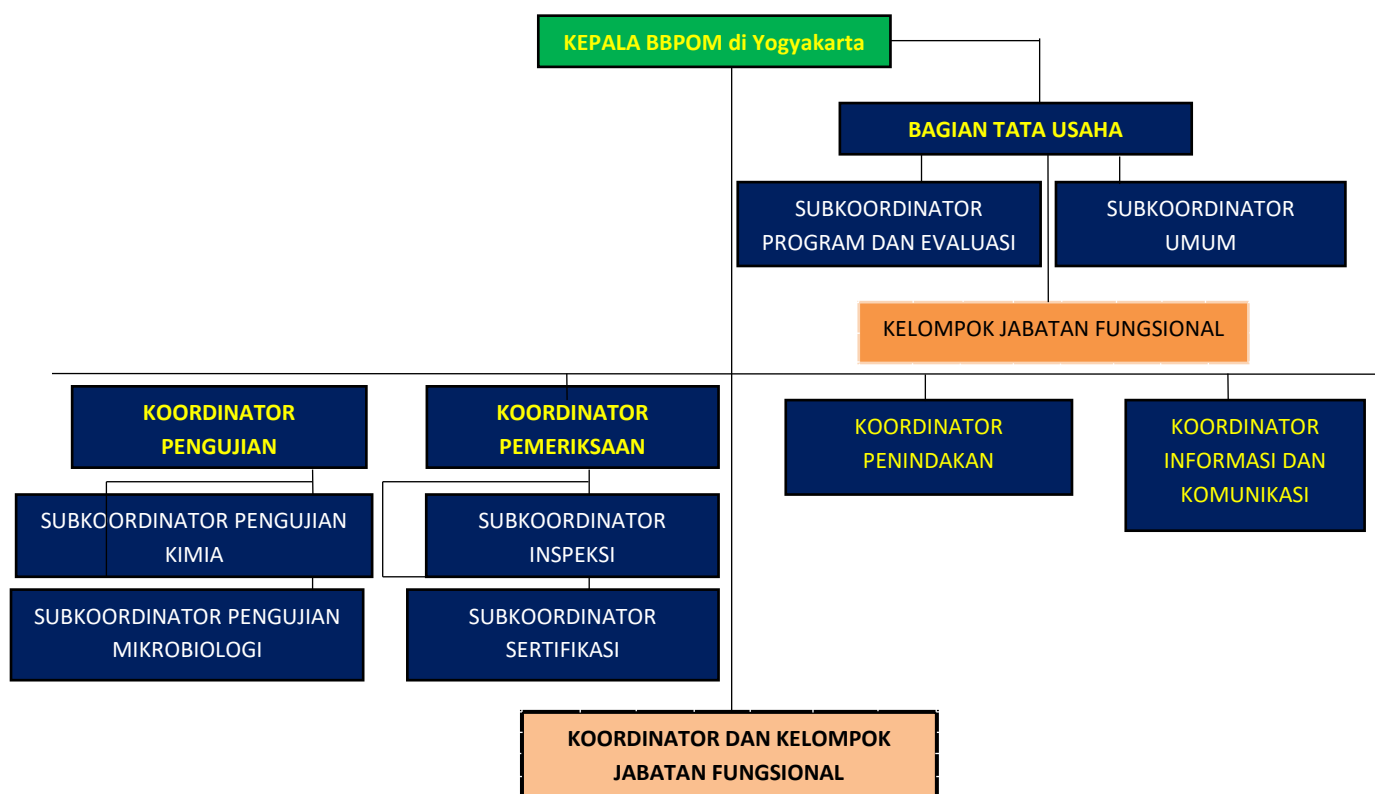 KEPALA BBPOM di Yogyakarta
BAGIAN TATA USAHA
SUBKOORDINATOR
PROGRAM DAN EVALUASI
SUBKOORDINATOR
UMUM
KELOMPOK JABATAN FUNGSIONAL
KOORDINATOR
PENGUJIAN
KOORDINATOR
PEMERIKSAAN
KOORDINATOR
PENINDAKAN
KOORDINATOR
INFORMASI DAN
KOMUNIKASI
SUBKOORDINATOR PENGUJIAN
KIMIA
SUBKOORDINATOR
INSPEKSI
SUBKOORDINATOR PENGUJIAN
MIKROBIOLOGI
SUBKOORDINATOR
SERTIFIKASI
KOORDINATOR DAN KELOMPOK
JABATAN FUNGSIONAL